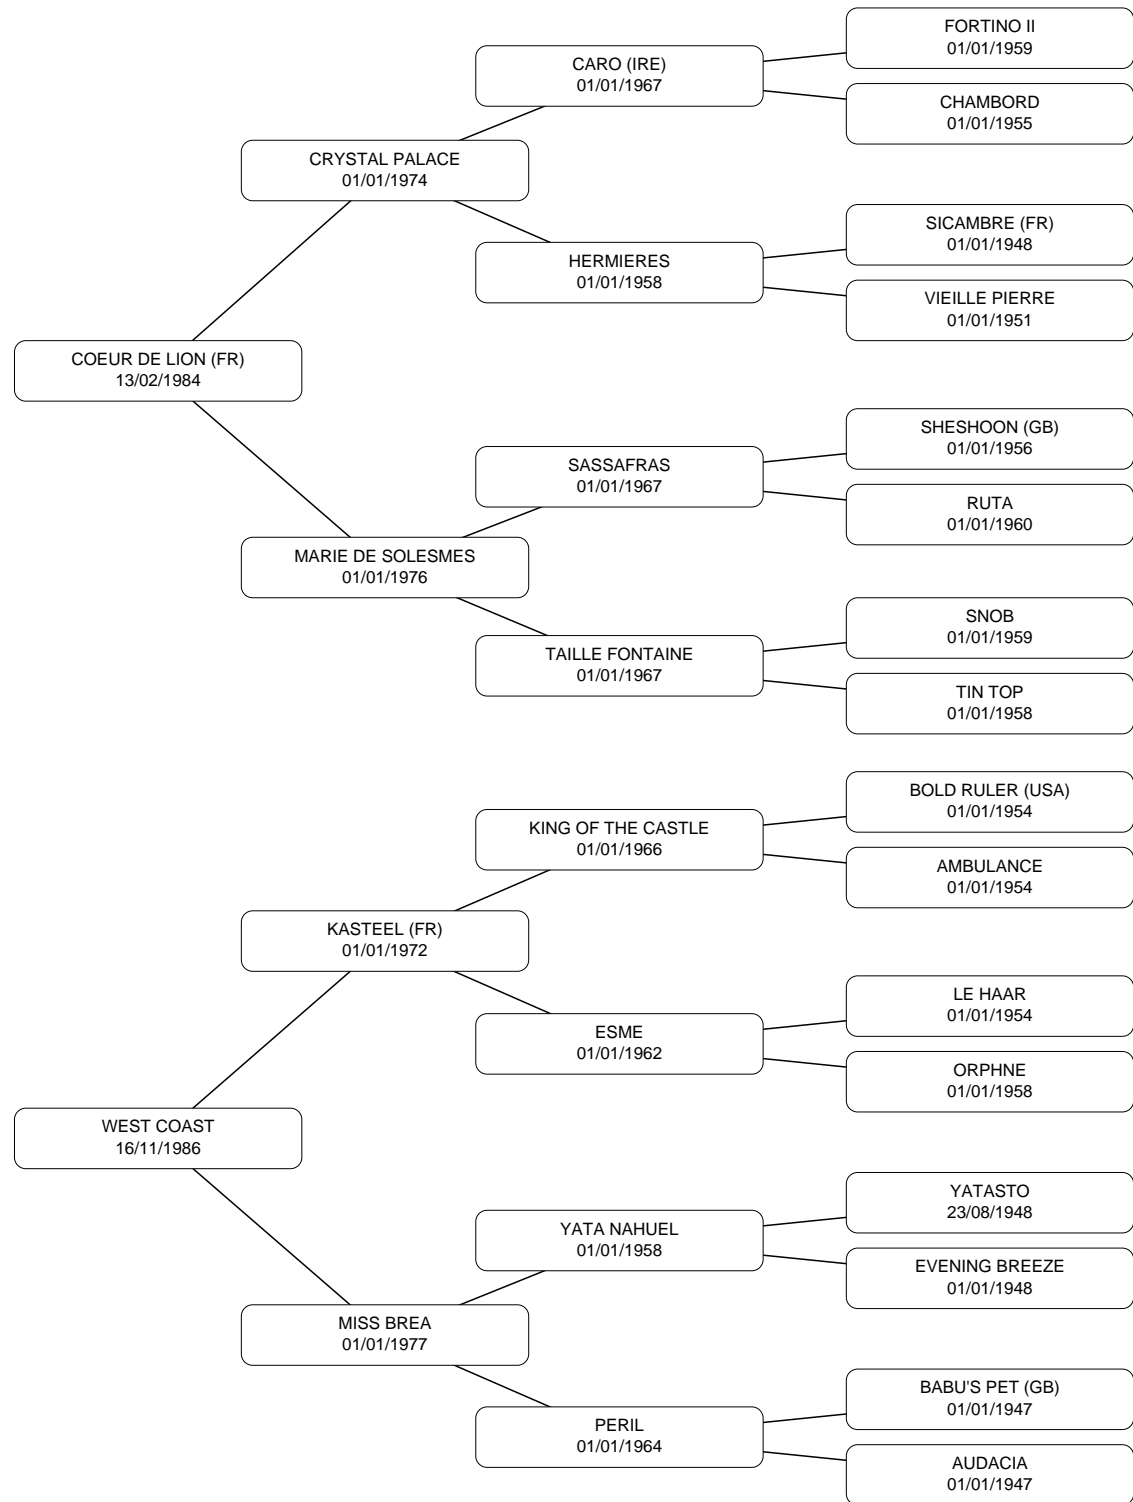 FORTINO II
01/01/1959
CARO (IRE)
01/01/1967
CHAMBORD
01/01/1955
CRYSTAL PALACE
01/01/1974
SICAMBRE (FR)
01/01/1948
HERMIERES
01/01/1958
VIEILLE PIERRE
01/01/1951
COEUR DE LION (FR)
13/02/1984
SHESHOON (GB)
01/01/1956
SASSAFRAS
01/01/1967
RUTA
01/01/1960
MARIE DE SOLESMES
01/01/1976
SNOB
01/01/1959
TAILLE FONTAINE
01/01/1967
TIN TOP
01/01/1958
BOLD RULER (USA)
01/01/1954
KING OF THE CASTLE
01/01/1966
AMBULANCE
01/01/1954
KASTEEL (FR)
01/01/1972
LE HAAR
01/01/1954
ESME
01/01/1962
ORPHNE
01/01/1958
WEST COAST
16/11/1986
YATASTO
23/08/1948
YATA NAHUEL
01/01/1958
EVENING BREEZE
01/01/1948
MISS BREA
01/01/1977
BABU'S PET (GB)
01/01/1947
PERIL
01/01/1964
AUDACIA
01/01/1947